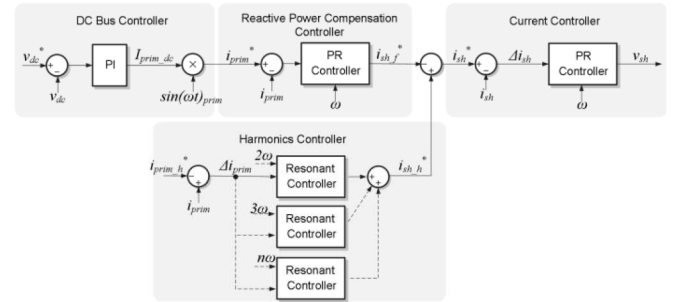 DC Bus Controller
Reactive Power Compensation
Controller
Current Controller
v_dc*
+
−
v_dc
PI
I_prim_dc
×
sin(ωt)_prim
i_prim*
+
−
i_prim
PR
Controller
ω
i_sh_f*
−
+
i_sh*
+
−
i_sh
Δi_sh
PR
Controller
ω
v_sh
Harmonics Controller
i_prim_h*
−
+
i_prim
Δi_prim
2ω
Resonant
Controller
+
+
i_sh_h*
3ω
Resonant
Controller
nω
Resonant
Controller